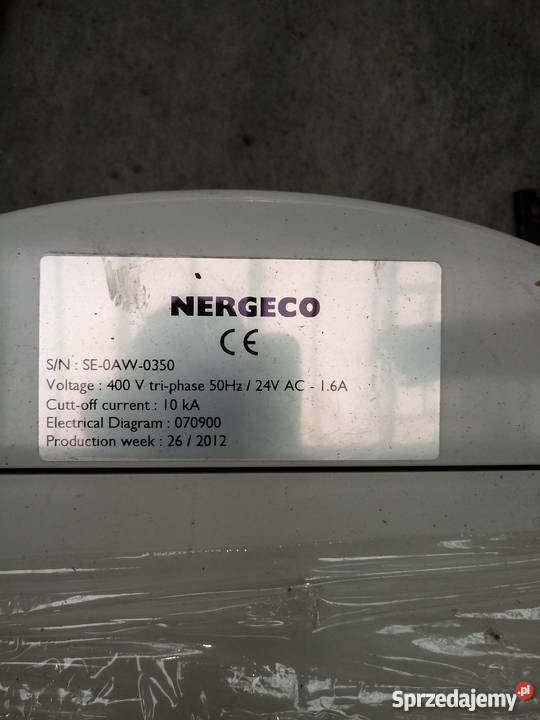 NERGECO
CE
S/N : SE-0AW-0350
Voltage : 400 V tri-phase 50Hz / 24V AC - 1.6A
Cutt-off current : 10 kA
Electrical Diagram : 070900
Production week : 26 / 2012
Sprzedajemy.pl